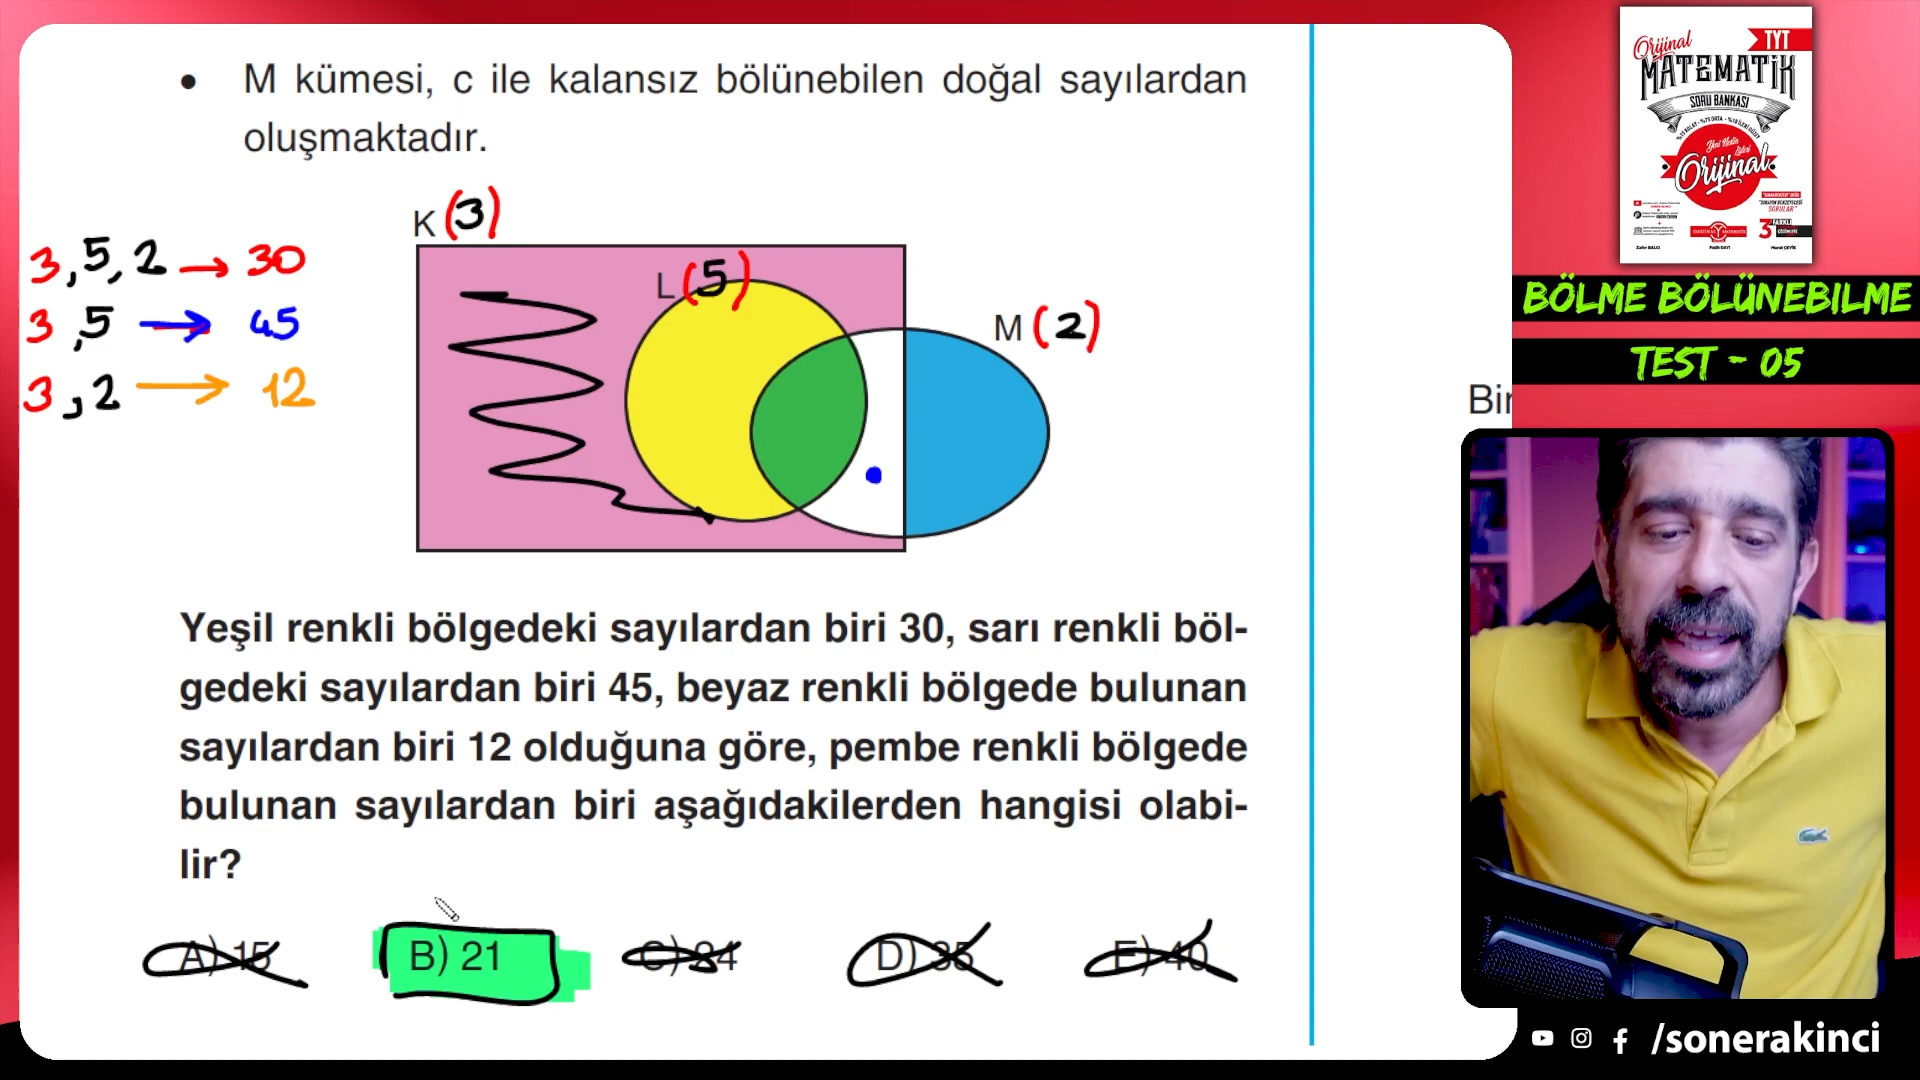 • M kümesi, c ile kalansız bölünebilen doğal sayılardan
oluşmaktadır.
K (3)
L (5)
M (2)
3, 5, 2 → 30
3, 5 → 45
3, 2 → 12
Yeşil renkli bölgedeki sayılardan biri 30, sarı renkli böl-
gedeki sayılardan biri 45, beyaz renkli bölgede bulunan
sayılardan biri 12 olduğuna göre, pembe renkli bölgede
bulunan sayılardan biri aşağıdakilerden hangisi olabi-
lir?
A) 15 B) 21 C) 24 D) 35 E) 40
Bir
Orijinal
TYT
MATEMATİK
SORU BANKASI
Orijinal
3
BÖLME BÖLÜNEBILME
TEST - 05
/sonerakinci